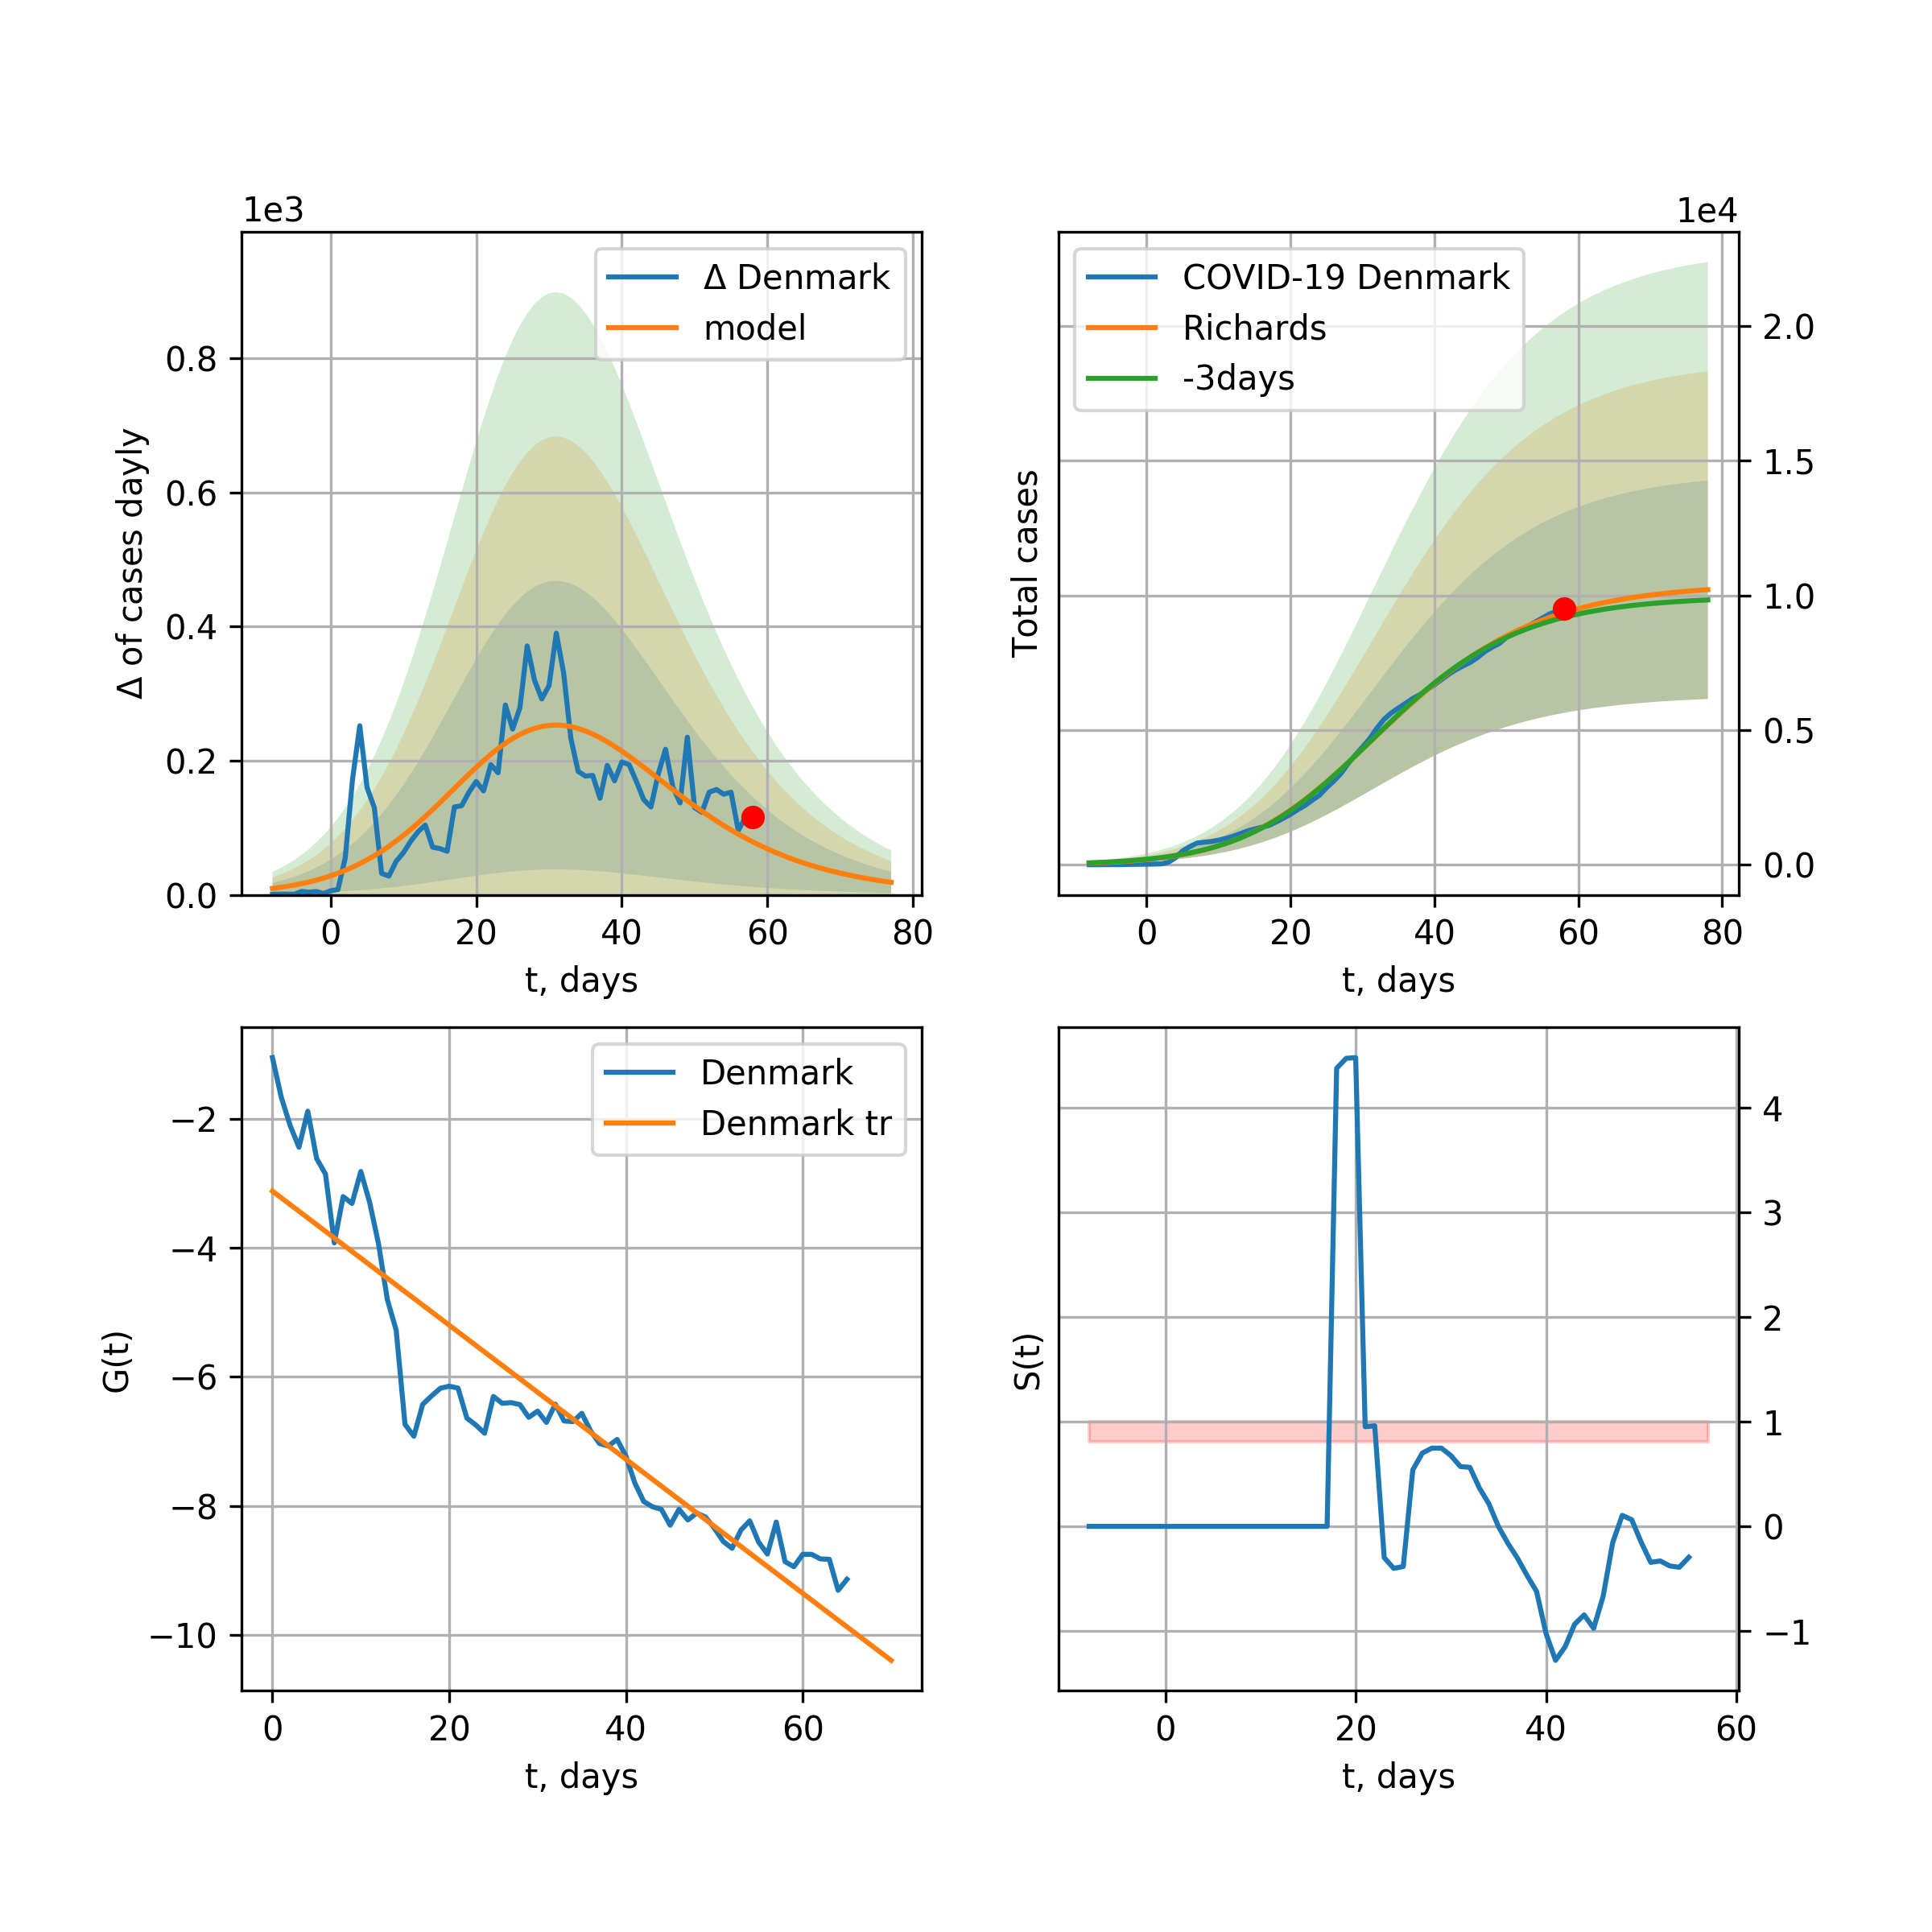 1e3
Δ Denmark
model
0.8
0.6
0.4
0.2
0.0
Δ of cases dayly
0 20 40 60 80
t, days
1e4
COVID-19 Denmark
Richards
-3days
2.0
1.5
1.0
0.5
0.0
Total cases
0 20 40 60 80
t, days
Denmark
Denmark tr
−2
−4
−6
−8
−10
G(t)
0 20 40 60
t, days
4
3
2
1
0
−1
S(t)
0 20 40 60
t, days